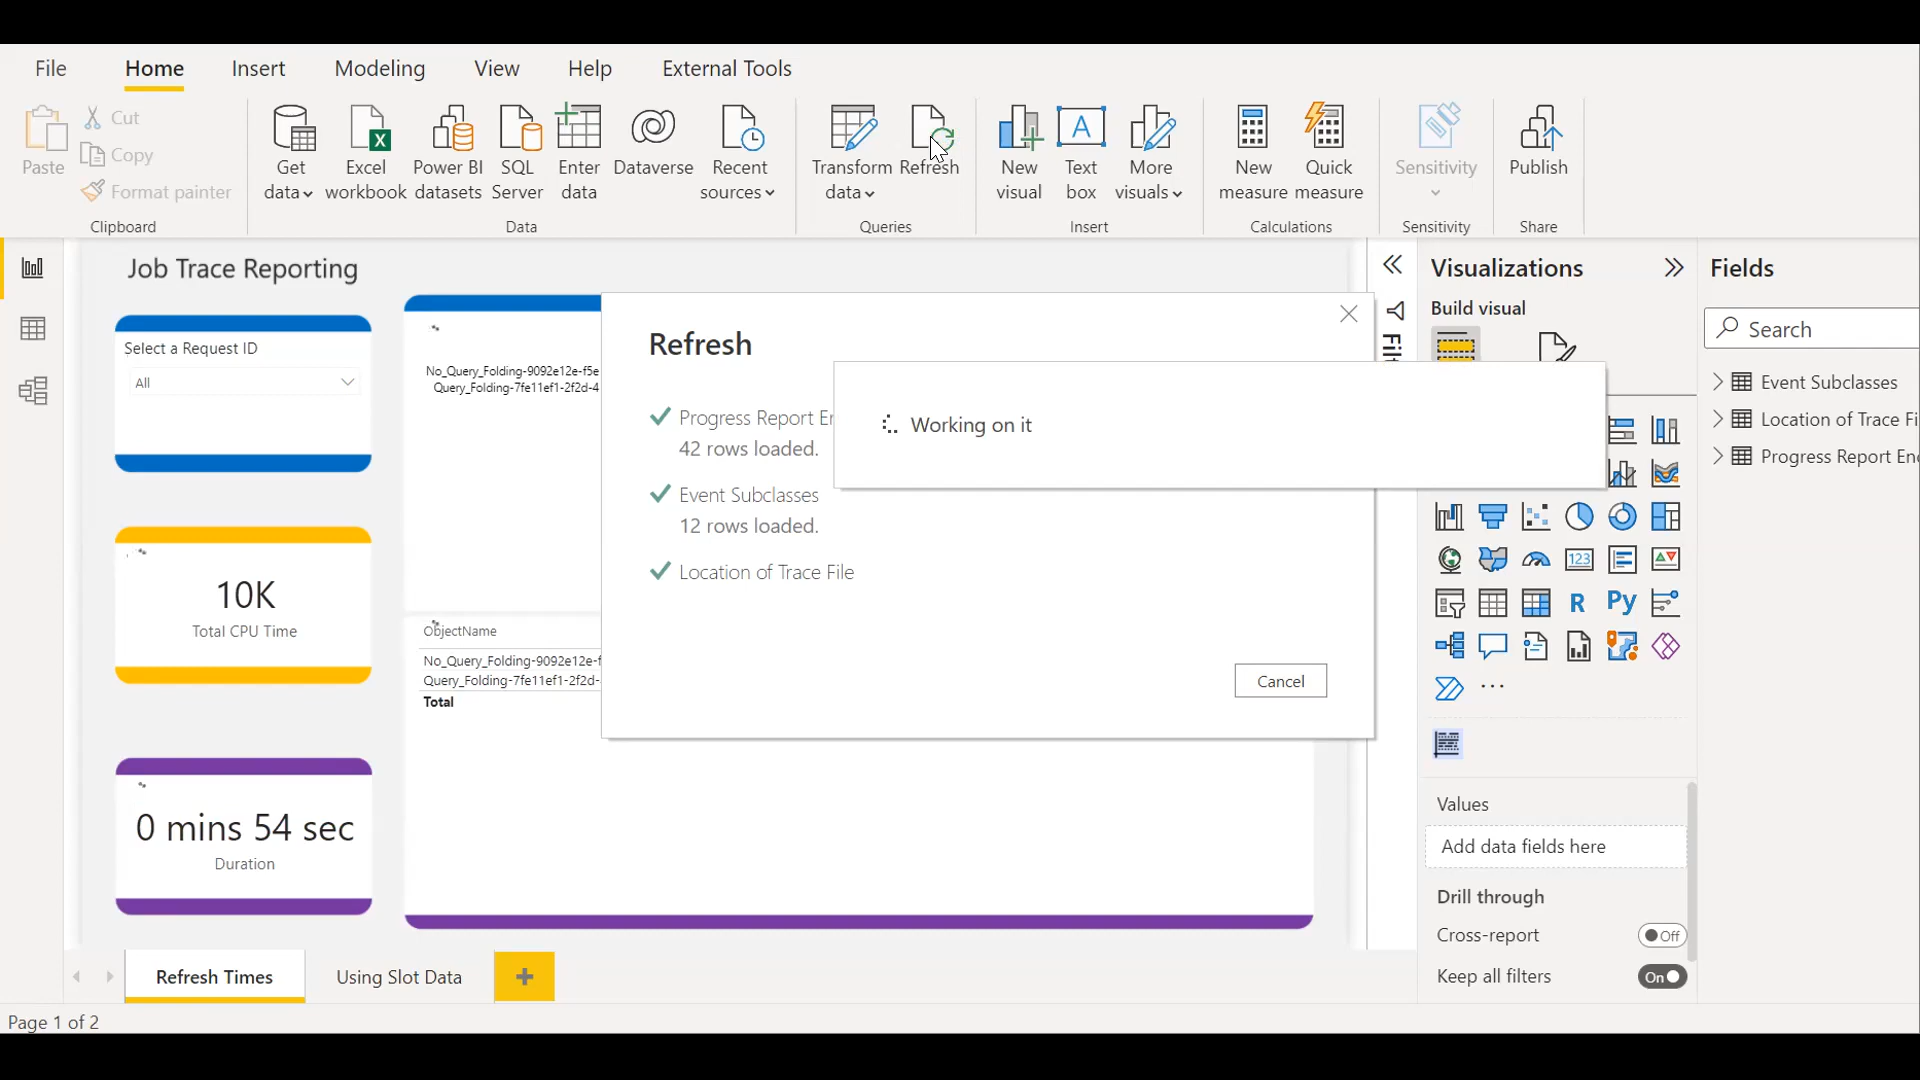 File Home Insert Modeling View Help External Tools
Paste
Cut
Copy
Format painter
Clipboard
Get data
Excel workbook
Power BI datasets
SQL Server
Enter data
Dataverse
Recent sources
Data
Transform data
Refresh
Queries
New visual
Text box
More visuals
Insert
New measure
Quick measure
Calculations
Sensitivity
Sensitivity
Publish
Share
Job Trace Reporting
Select a Request ID
All
10K
Total CPU Time
0 mins 54 sec
Duration
No_Query_Folding-9092e12e-f5e
Query_Folding-7fe11ef1-2f2d-4
ObjectName
No_Query_Folding-9092e12e-f
Query_Folding-7fe11ef1-2f2d-
Total
Refresh
Progress Report En
42 rows loaded.
Event Subclasses
12 rows loaded.
Location of Trace File
Working on it
Cancel
Visualizations
Build visual
123
R
Py
Values
Add data fields here
Drill through
Cross-report
Off
Keep all filters
On
Fields
Search
Event Subclasses
Location of Trace Fi
Progress Report End
Refresh Times
Using Slot Data
Page 1 of 2